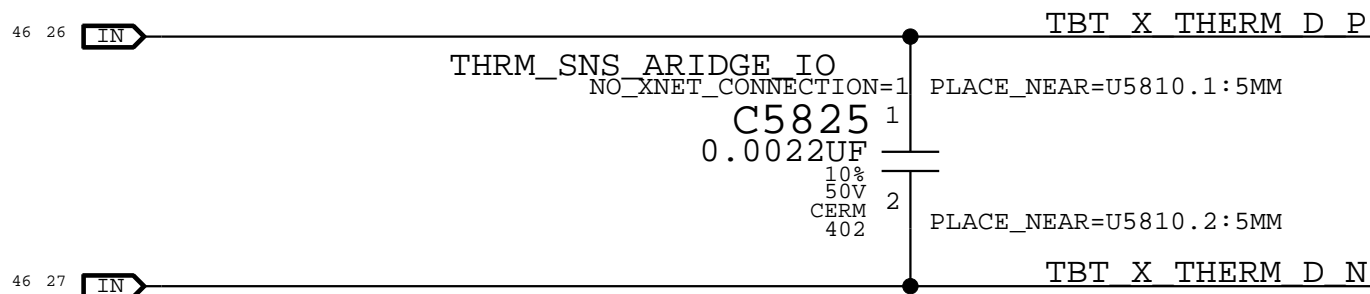 46 26 IN TBT_X_THERM_D_P
THRM_SNS_ARIDGE_IO
NO_XNET_CONNECTION=1 PLACE_NEAR=U5810.1:5MM
C5825 1
0.0022UF
10%
50V
CERM 2
402 PLACE_NEAR=U5810.2:5MM
46 27 IN TBT_X_THERM_D_N